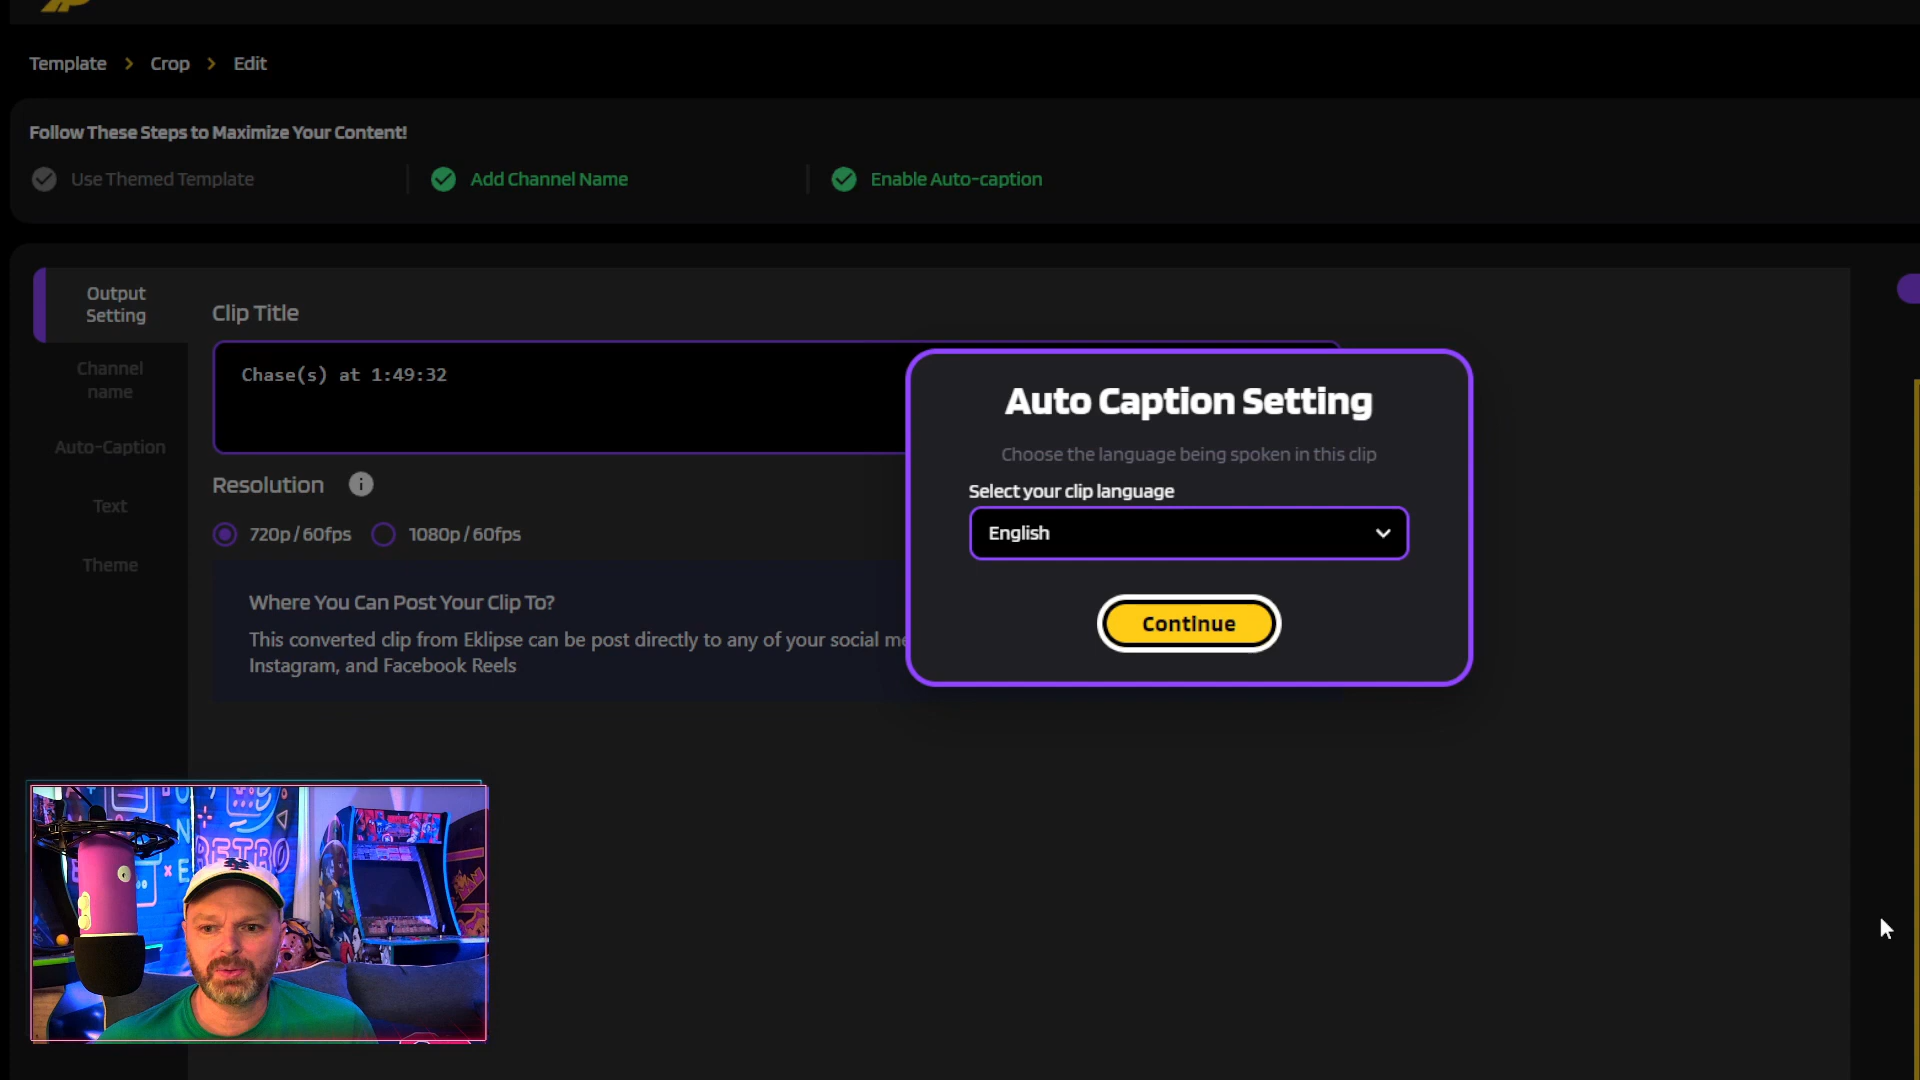 Template > Crop > Edit
Follow These Steps to Maximize Your Content!
Use Themed Template
Add Channel Name
Enable Auto-caption
Output
Setting
Channel
name
Auto-Caption
Text
Theme
Clip Title
Chase(s) at 1:49:32
Resolution
720p / 60fps
1080p / 60fps
Where You Can Post Your Clip To?
This converted clip from Eklipse can be post directly to any of your social me
Instagram, and Facebook Reels
Auto Caption Setting
Choose the language being spoken in this clip
Select your clip language
English
Continue
RETRO